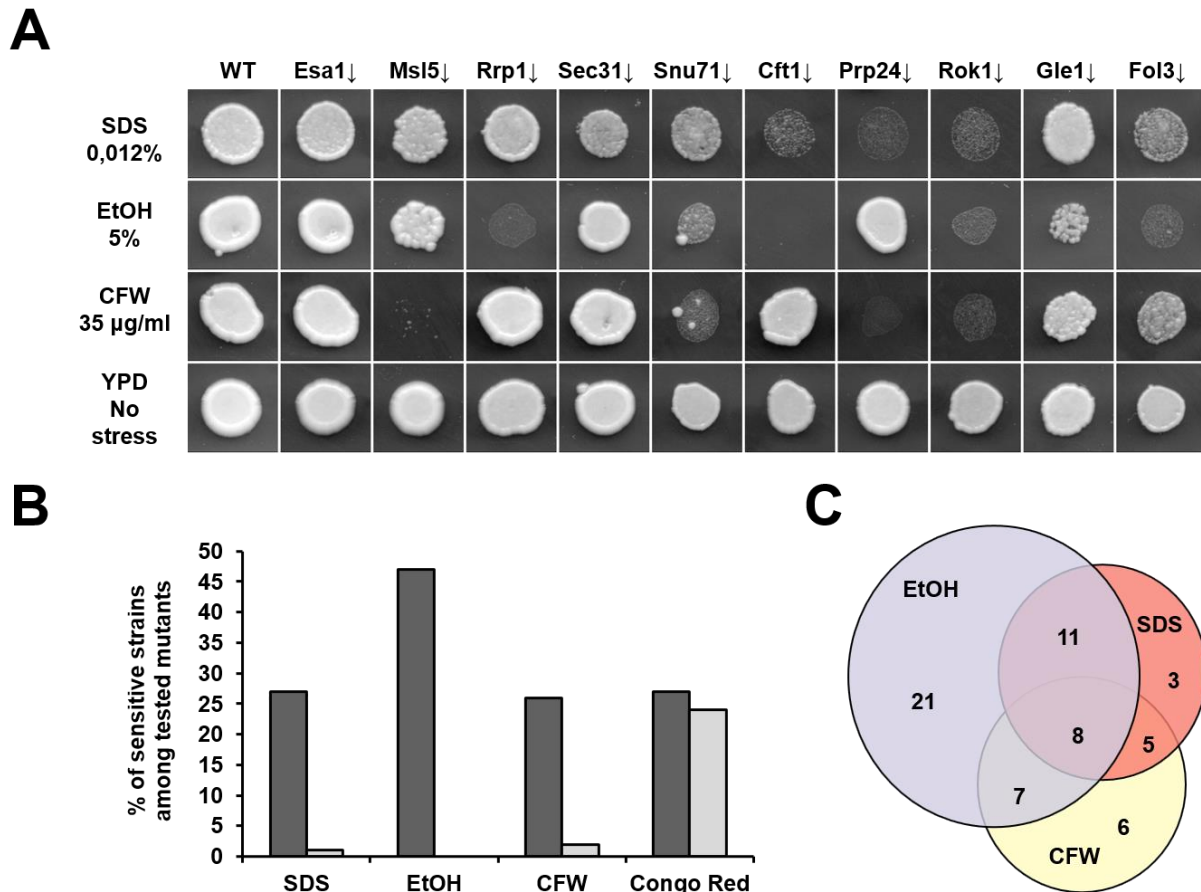 A
WT Esa1↓ Msl5↓ Rrp1↓ Sec31↓ Snu71↓ Cft1↓ Prp24↓ Rok1↓ Gle1↓ Fol3↓
SDS
0,012%
EtOH
5%
CFW
35 µg/ml
YPD
No
stress
B
% of sensitive strains
among tested mutants
50
45
40
35
30
25
20
15
10
5
0
SDS EtOH CFW Congo Red
C
EtOH
SDS
11
3
21
8
5
7
6
CFW